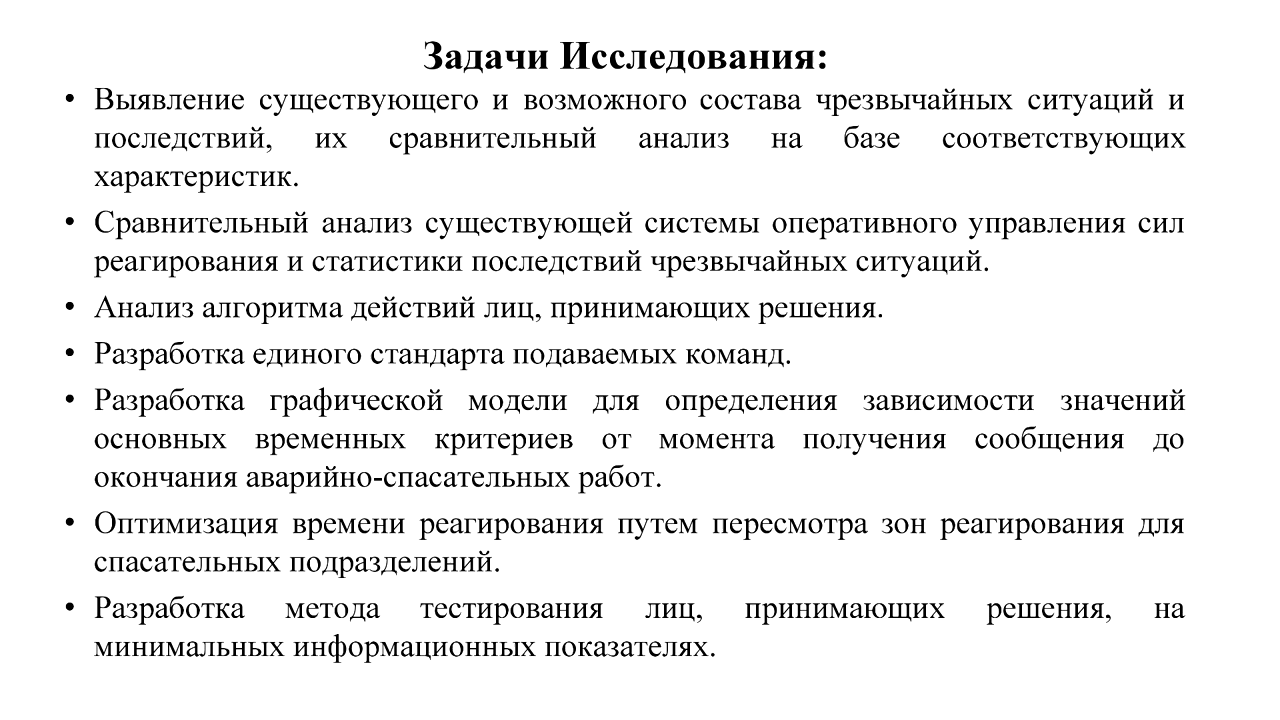 Задачи Исследования:
• Выявление существующего и возможного состава чрезвычайных ситуаций и
последствий, их сравнительный анализ на базе соответствующих
характеристик.
• Сравнительный анализ существующей системы оперативного управления сил
реагирования и статистики последствий чрезвычайных ситуаций.
• Анализ алгоритма действий лиц, принимающих решения.
• Разработка единого стандарта подаваемых команд.
• Разработка графической модели для определения зависимости значений
основных временных критериев от момента получения сообщения до
окончания аварийно-спасательных работ.
• Оптимизация времени реагирования путем пересмотра зон реагирования для
спасательных подразделений.
• Разработка метода тестирования лиц, принимающих решения, на
минимальных информационных показателях.